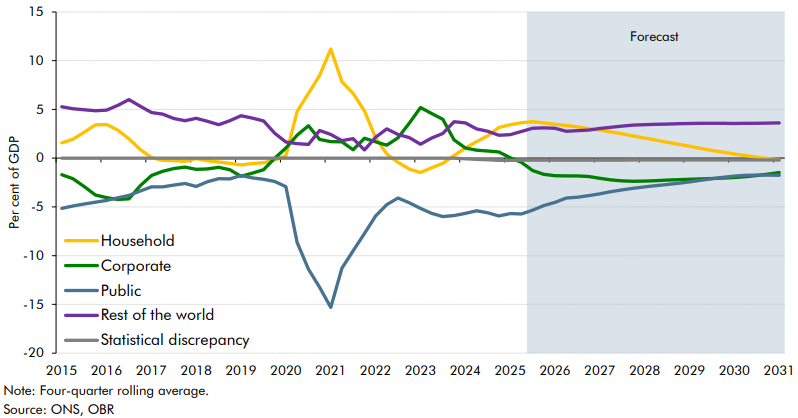 15
10
5
0
-5
-10
-15
-20
Per cent of GDP
Forecast
Household
Corporate
Public
Rest of the world
Statistical discrepancy
2015 2016 2017 2018 2019 2020 2021 2022 2023 2024 2025 2026 2027 2028 2029 2030 2031
Note: Four-quarter rolling average.
Source: ONS, OBR